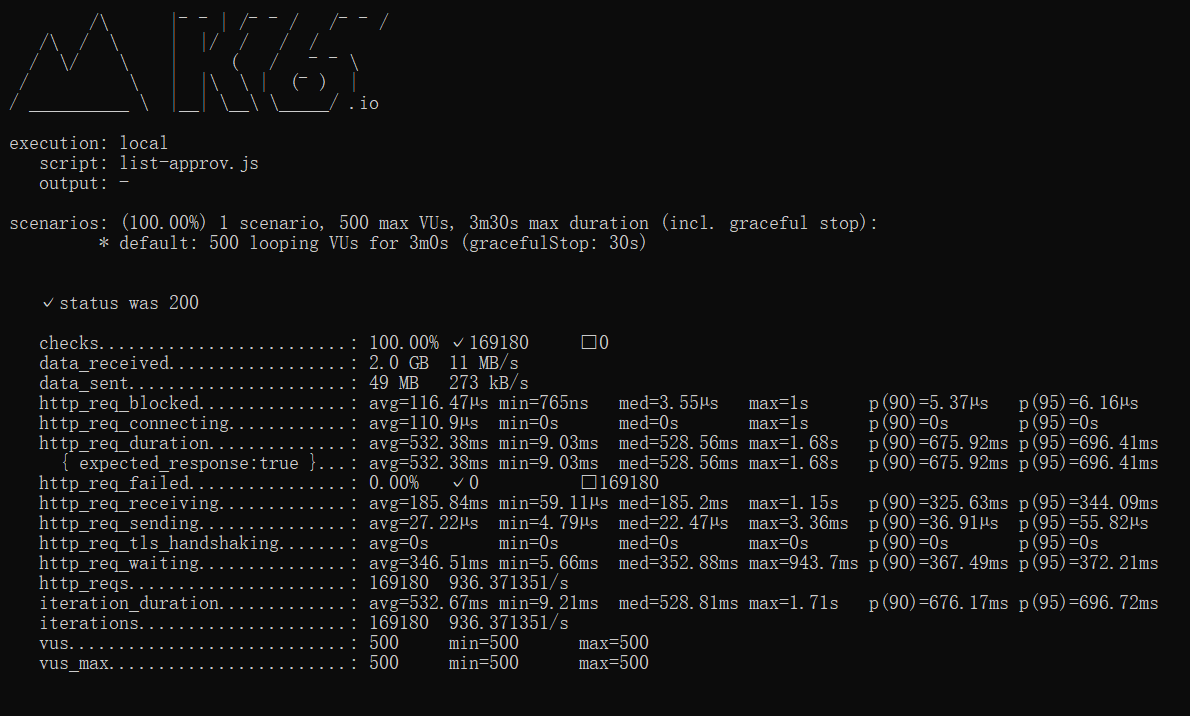 K6
.io
execution: local
script: list-approv.js
output: -
scenarios: (100.00%) 1 scenario, 500 max VUs, 3m30s max duration (incl. graceful stop):
* default: 500 looping VUs for 3m0s (gracefulStop: 30s)
✓ status was 200
checks.........................: 100.00% ✓ 169180 □0
data_received..................: 2.0 GB 11 MB/s
data_sent......................: 49 MB 273 kB/s
http_req_blocked...............: avg=116.47µs min=765ns med=3.55µs max=1s p(90)=5.37µs p(95)=6.16µs
http_req_connecting............: avg=110.9µs min=0s med=0s max=1s p(90)=0s p(95)=0s
http_req_duration..............: avg=532.38ms min=9.03ms med=528.56ms max=1.68s p(90)=675.92ms p(95)=696.41ms
{ expected_response:true }...: avg=532.38ms min=9.03ms med=528.56ms max=1.68s p(90)=675.92ms p(95)=696.41ms
http_req_failed................: 0.00% ✓ 0 □169180
http_req_receiving.............: avg=185.84ms min=59.11µs med=185.2ms max=1.15s p(90)=325.63ms p(95)=344.09ms
http_req_sending...............: avg=27.22µs min=4.79µs med=22.47µs max=3.36ms p(90)=36.91µs p(95)=55.82µs
http_req_tls_handshaking.......: avg=0s min=0s med=0s max=0s p(90)=0s p(95)=0s
http_req_waiting...............: avg=346.51ms min=5.66ms med=352.88ms max=943.7ms p(90)=367.49ms p(95)=372.21ms
http_reqs......................: 169180 936.371351/s
iteration_duration.............: avg=532.67ms min=9.21ms med=528.81ms max=1.71s p(90)=676.17ms p(95)=696.72ms
iterations.....................: 169180 936.371351/s
vus............................: 500 min=500 max=500
vus_max........................: 500 min=500 max=500